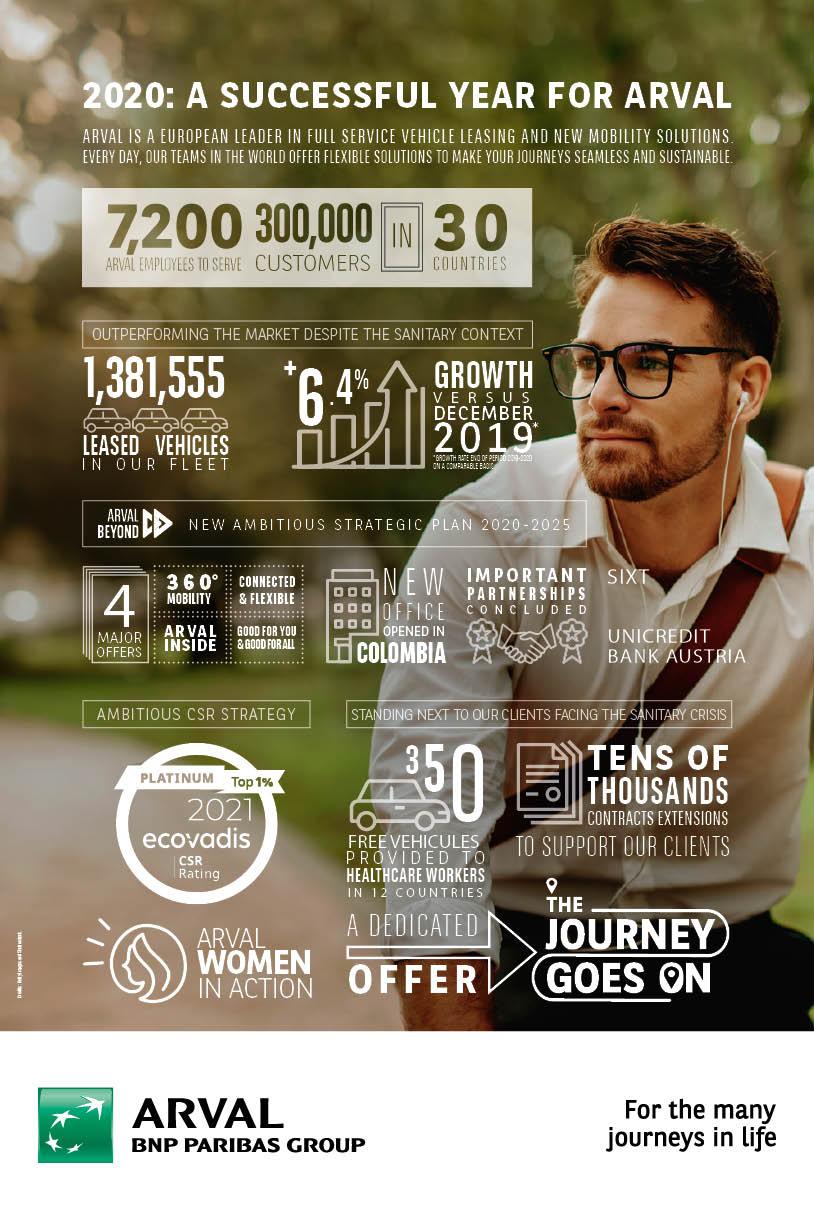 2020: A SUCCESSFUL YEAR FOR ARVAL
ARVAL IS A EUROPEAN LEADER IN FULL SERVICE VEHICLE LEASING AND NEW MOBILITY SOLUTIONS.
EVERY DAY, OUR TEAMS IN THE WORLD OFFER FLEXIBLE SOLUTIONS TO MAKE YOUR JOURNEYS SEAMLESS AND SUSTAINABLE.
7,200
ARVAL EMPLOYEES TO SERVE
300,000
CUSTOMERS
IN
30
COUNTRIES
OUTPERFORMING THE MARKET DESPITE THE SANITARY CONTEXT
1,381,555
LEASED VEHICLES
IN OUR FLEET
+6.4%
GROWTH
VERSUS
DECEMBER
2019*
*GROWTH RATE END OF PERIOD 2019-2020
ON A COMPARABLE BASIS
ARVAL
BEYOND
NEW AMBITIOUS STRATEGIC PLAN 2020-2025
4
MAJOR
OFFERS
360°
MOBILITY
CONNECTED
& FLEXIBLE
ARVAL
INSIDE
GOOD FOR YOU
& GOOD FOR ALL
NEW
OFFICE
OPENED IN
COLOMBIA
IMPORTANT
PARTNERSHIPS
CONCLUDED
SIXT
UNICREDIT
BANK AUSTRIA
AMBITIOUS CSR STRATEGY
PLATINUM Top 1%
2021
ecovadis
CSR
Rating
ARVAL
WOMEN
IN ACTION
STANDING NEXT TO OUR CLIENTS FACING THE SANITARY CRISIS
350
FREE VEHICULES
PROVIDED TO
HEALTHCARE WORKERS
IN 12 COUNTRIES
TENS OF
THOUSANDS
CONTRACTS EXTENSIONS
TO SUPPORT OUR CLIENTS
A DEDICATED
OFFER
THE
JOURNEY
GOES ON
ARVAL
BNP PARIBAS GROUP
For the many
journeys in life